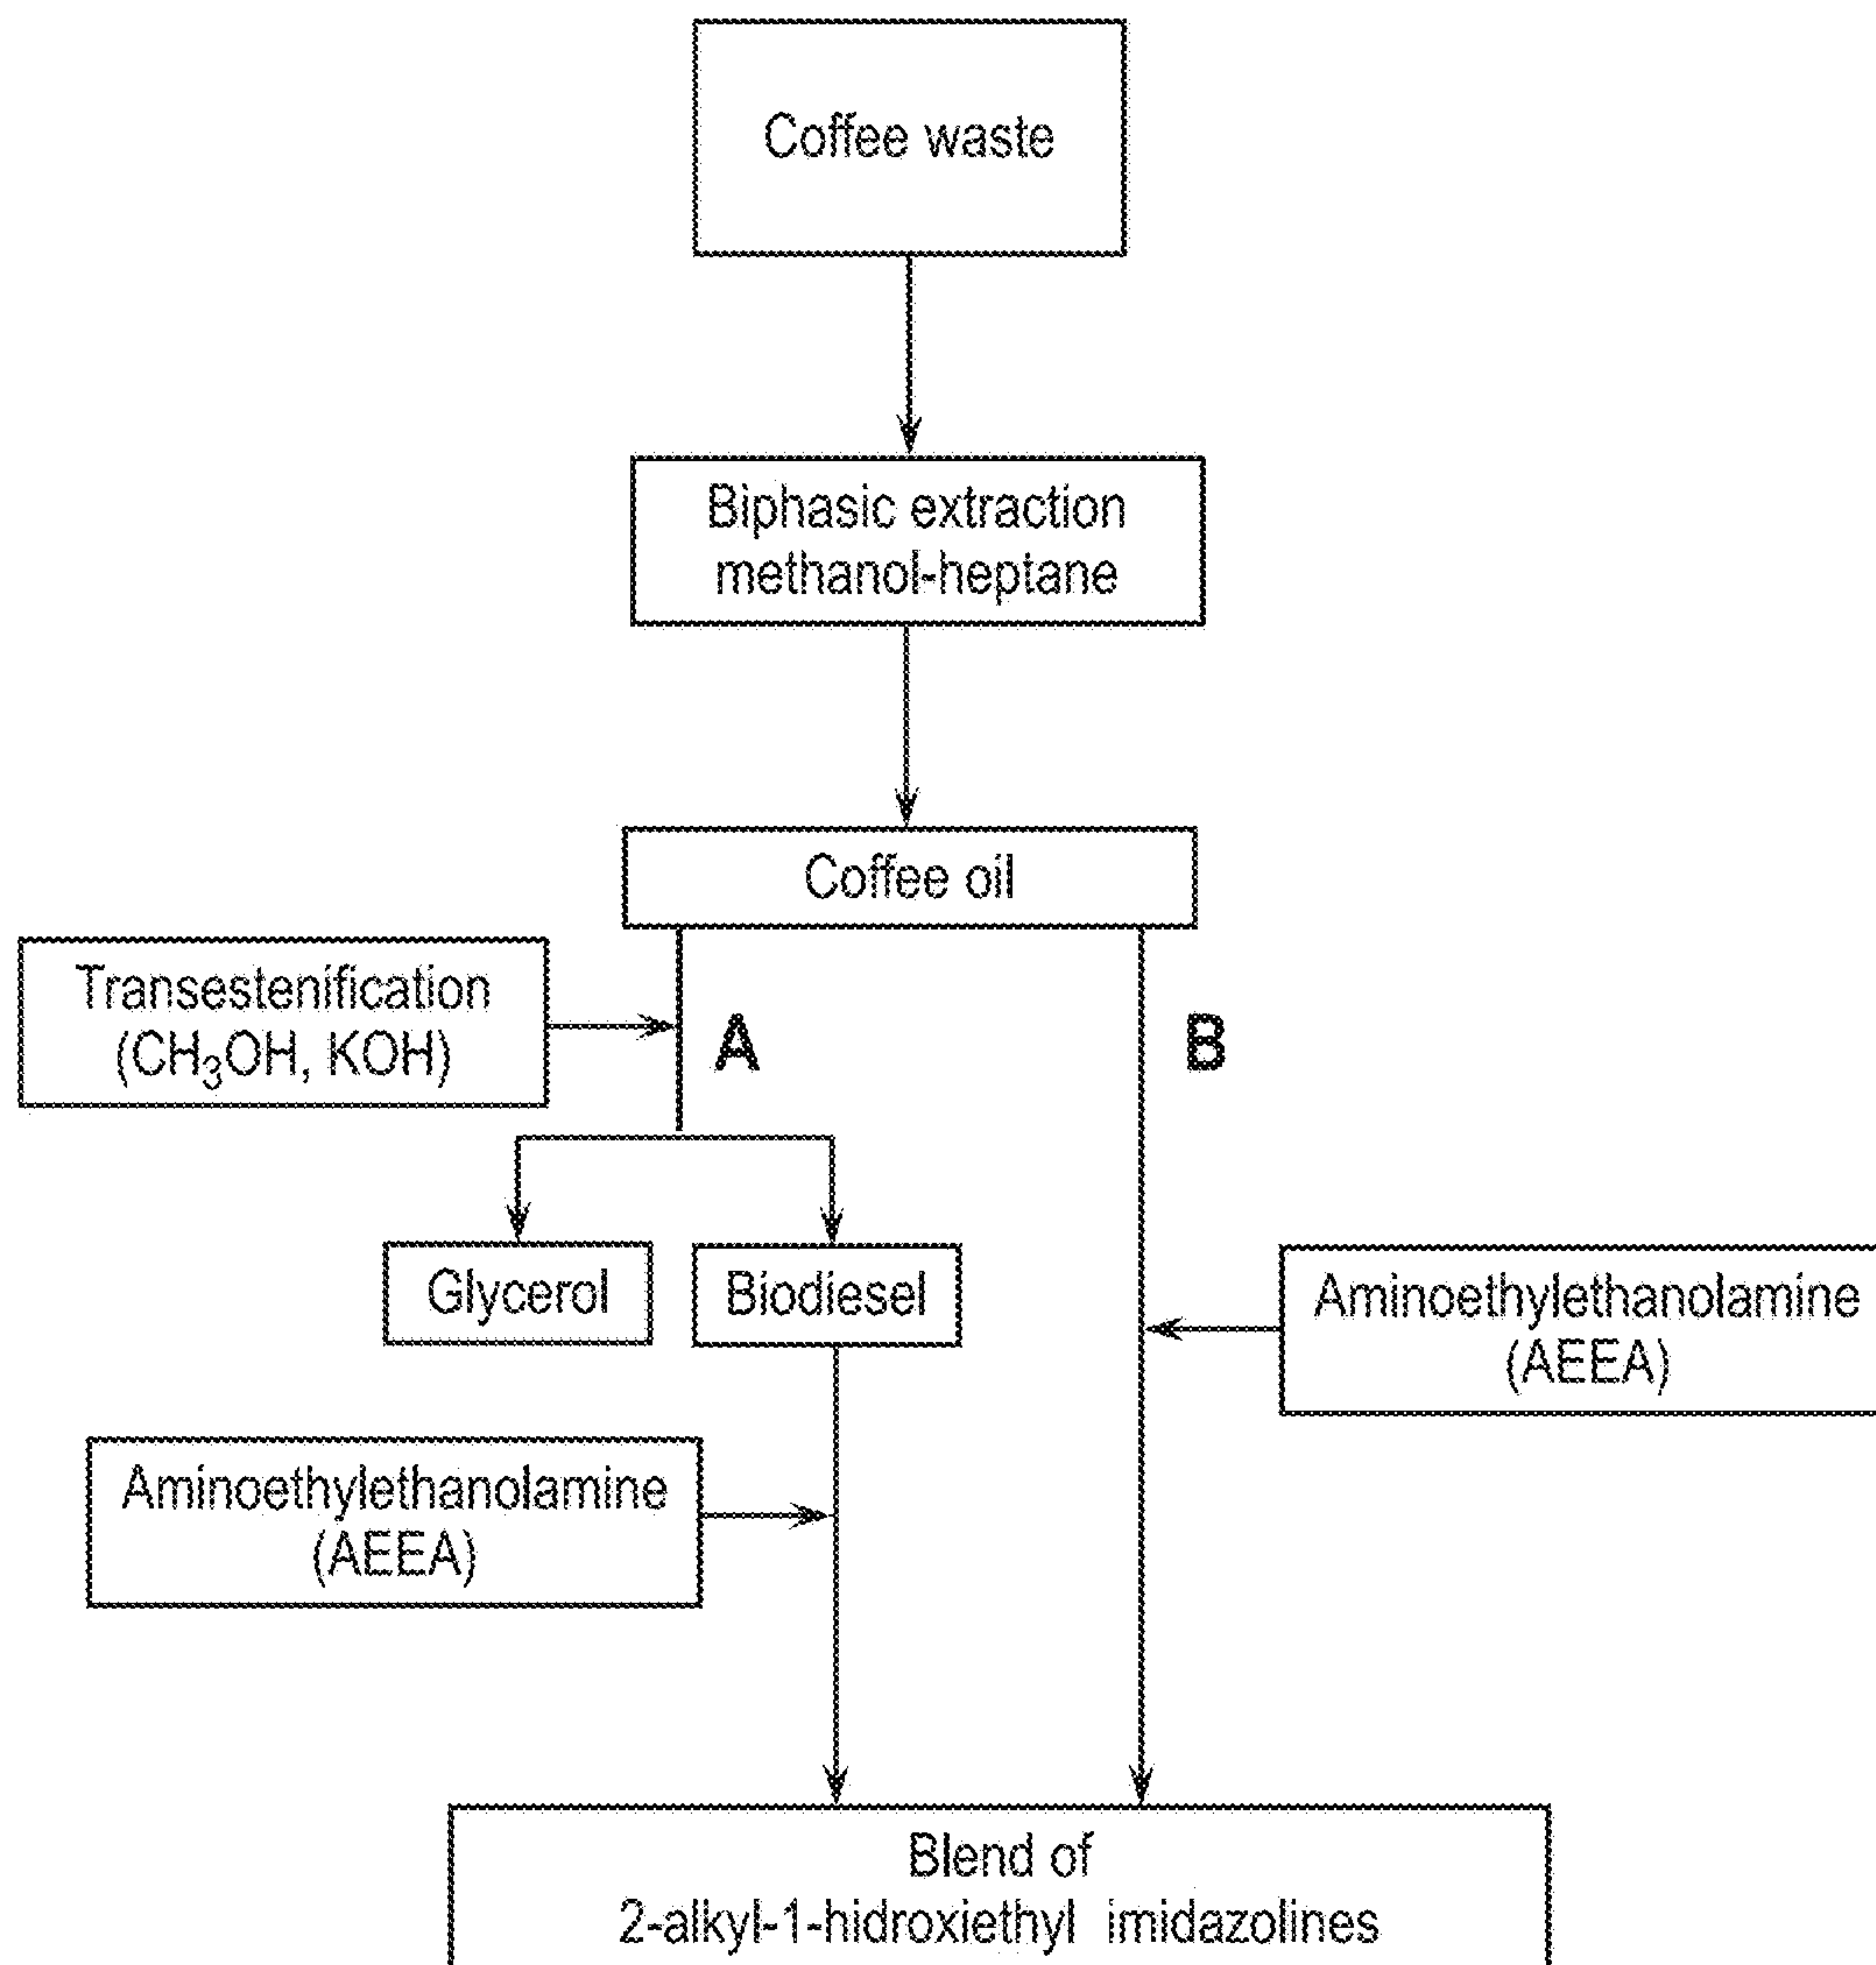 Coffee waste
Biphasic extraction
methanol-heptane
Coffee oil
Transestenification
(CH₃OH, KOH)
A
B
Glycerol
Biodiesel
Aminoethylethanolamine
(AEEA)
Aminoethylethanolamine
(AEEA)
Blend of
2-alkyl-1-hidroxiethyl imidazolines